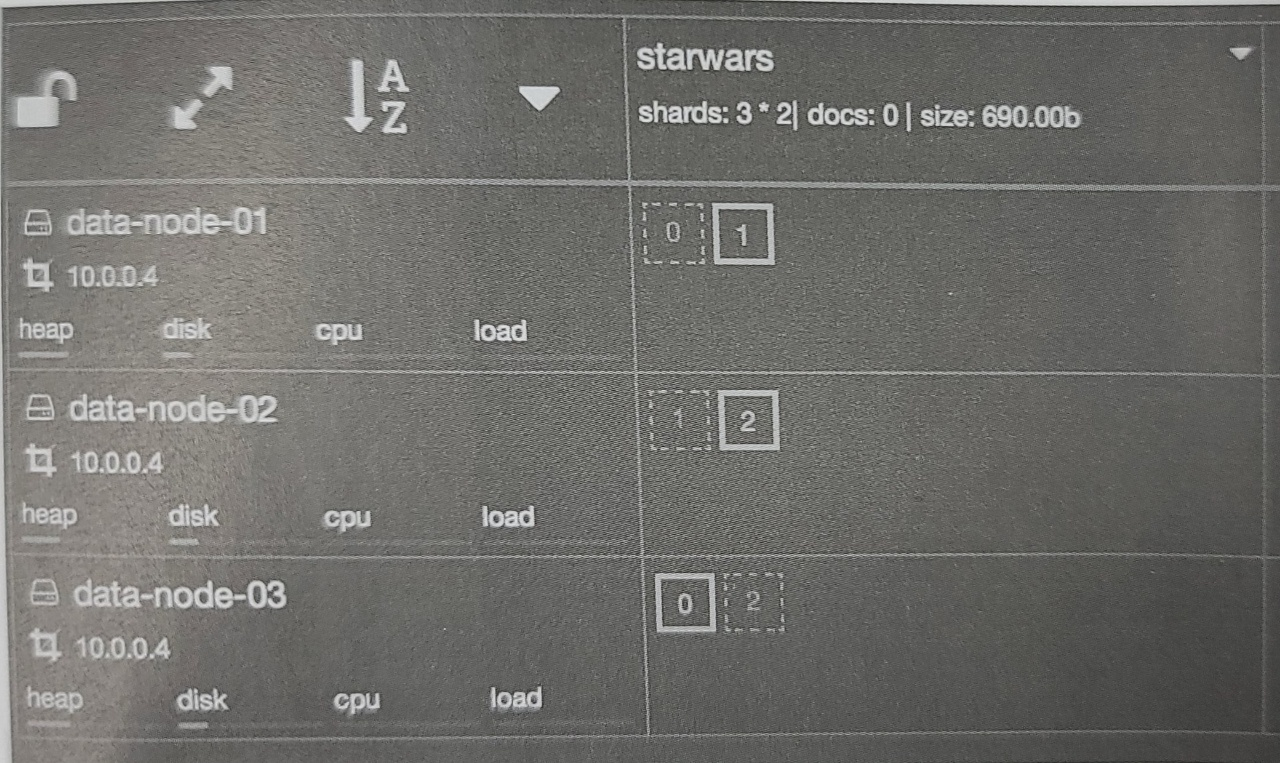 A
Z
starwars
shards: 3 * 2| docs: 0 | size: 690.00b
data-node-01
0 1
10.0.0.4
heap disk cpu load
data-node-02
1 2
10.0.0.4
heap disk cpu load
data-node-03
0 2
10.0.0.4
heap disk cpu load